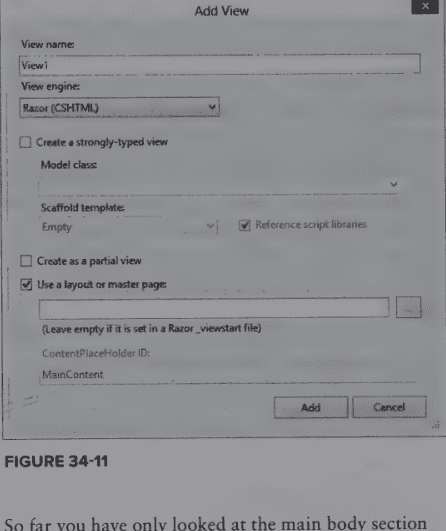 Add View
View name:
View1
View engine:
Razor (CSHTML)
Create a strongly-typed view
Model class:
Scaffold template:
Empty
Reference script libraries
Create as a partial view
Use a layout or master page:
...
(Leave empty if it is set in a Razor _viewstart file)
ContentPlaceHolder ID:
MainContent
Add Cancel
FIGURE 34-11
So far you have only looked at the main body section